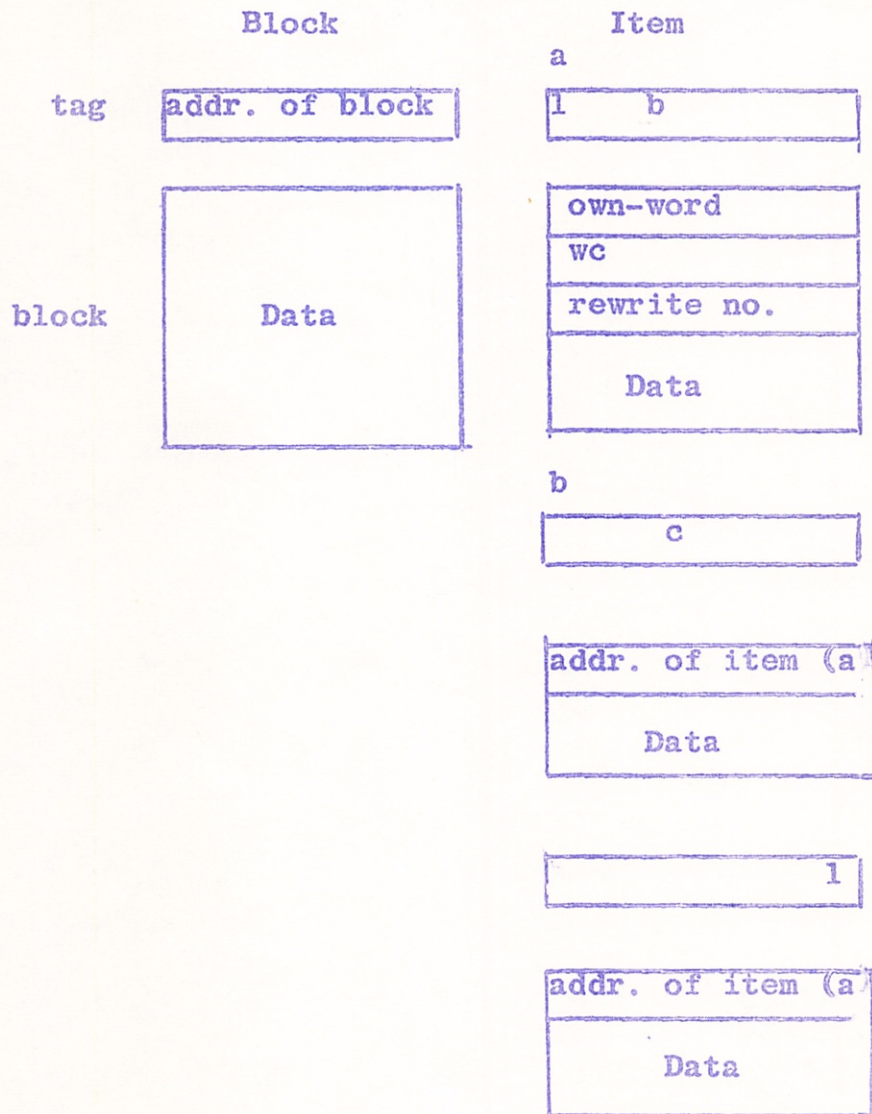 Block Item
a
tag addr. of block 1 b
own-word
wc
block Data rewrite no.
Data
b
c
addr. of item (a)
Data
1
addr. of item (a)
Data